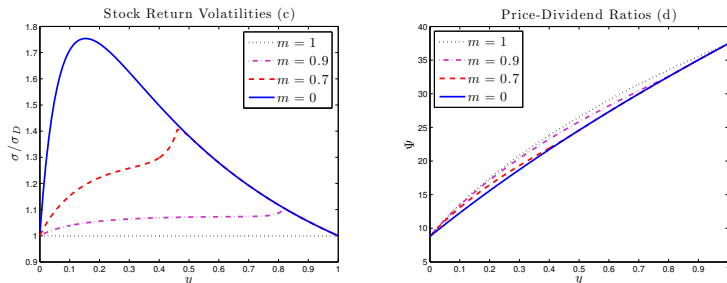 Stock Return Volatilities (c)
1.8
1.7
1.6
1.5
1.4
1.3
1.2
1.1
1
0.9
σ/σ_D
m = 1
m = 0.9
m = 0.7
m = 0
0 0.1 0.2 0.3 0.4 0.5 0.6 0.7 0.8 0.9 1
y
Price-Dividend Ratios (d)
40
35
30
25
20
15
10
5
Ψ
m = 1
m = 0.9
m = 0.7
m = 0
0 0.1 0.2 0.3 0.4 0.5 0.6 0.7 0.8 0.9 1
y